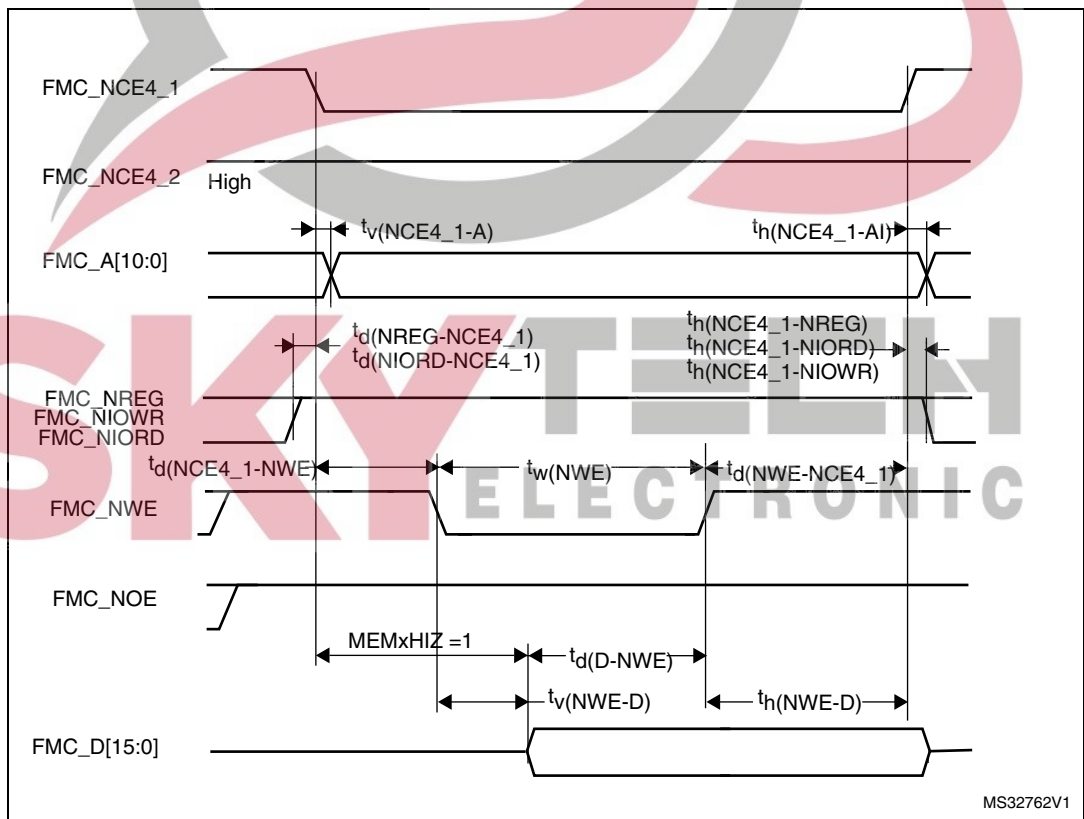 FMC_NCE4_1
FMC_NCE4_2 High
tv(NCE4_1-A) th(NCE4_1-AI)
FMC_A[10:0]
td(NREG-NCE4_1)
td(NIORD-NCE4_1)
th(NCE4_1-NREG)
th(NCE4_1-NIORD)
th(NCE4_1-NIOWR)
FMC_NREG
FMC_NIOWR
FMC_NIORD
td(NCE4_1-NWE) tw(NWE) td(NWE-NCE4_1)
FMC_NWE
FMC_NOE
MEMxHIZ =1
td(D-NWE)
tv(NWE-D) th(NWE-D)
FMC_D[15:0]
MS32762V1
SKYTECH
ELECTRONIC